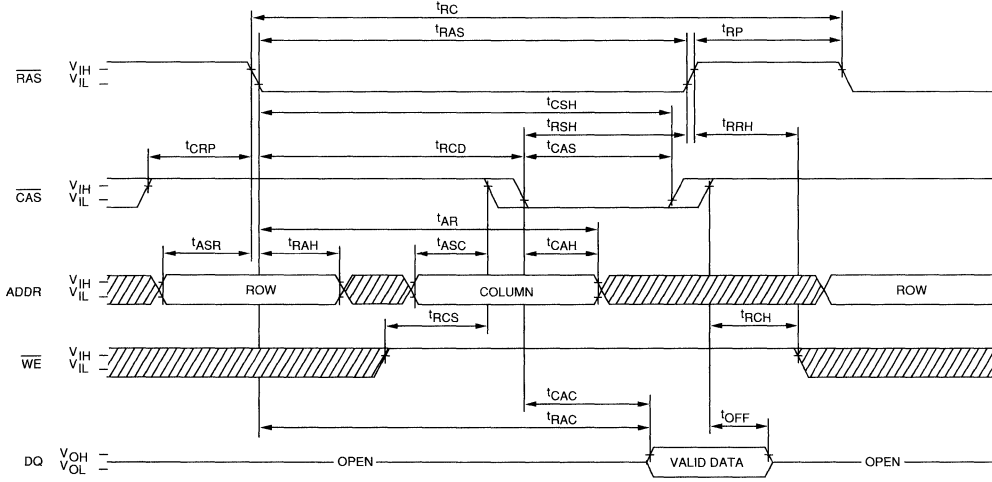 tRC
tRAS
tRP
RAS
VIH
VIL
tCSH
tRSH
tRRH
tCRP
tRCD
tCAS
CAS
VIH
VIL
tAR
tASR
tRAH
tASC
tCAH
ADDR
VIH
VIL
ROW
COLUMN
ROW
tRCS
tRCH
WE
VIH
VIL
tCAC
tRAC
tOFF
DQ
VOH
VOL
OPEN
VALID DATA
OPEN